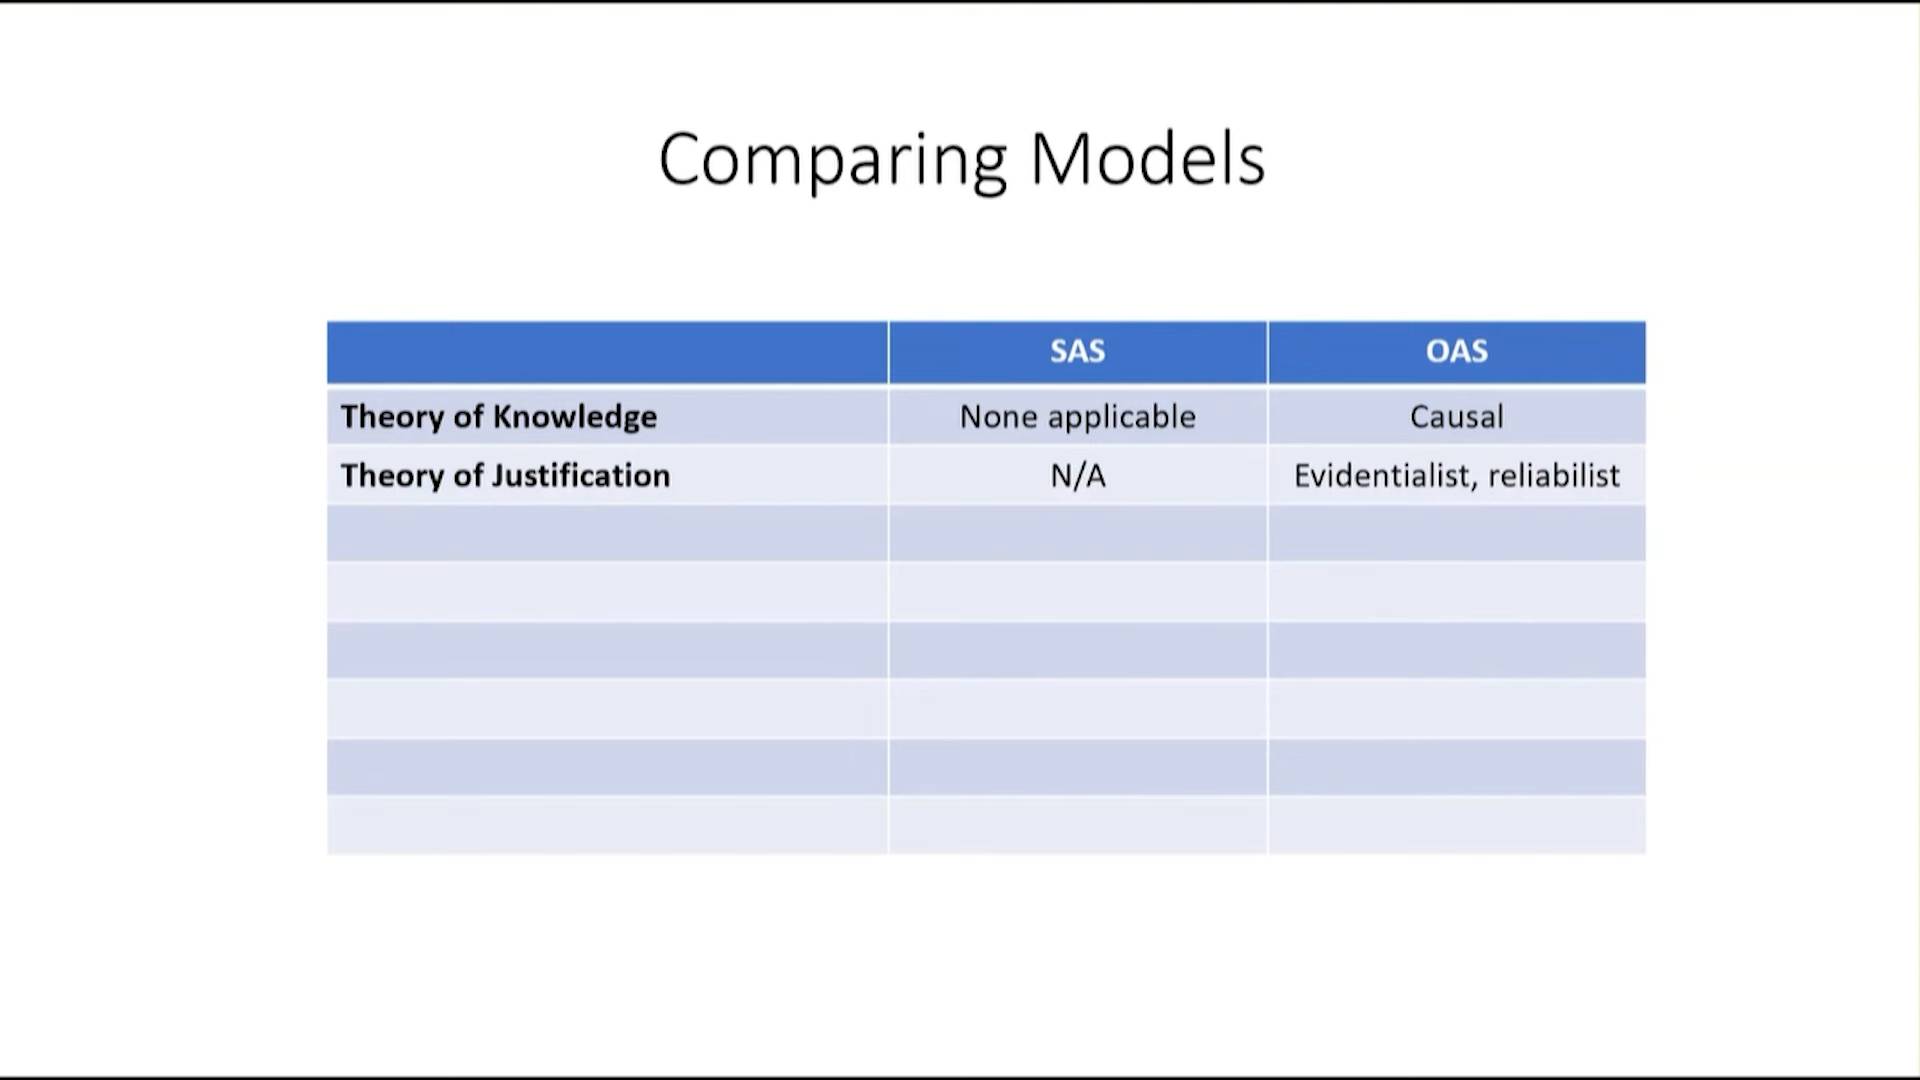 Comparing Models
SAS OAS
Theory of Knowledge None applicable Causal
Theory of Justification N/A Evidentialist, reliabilist